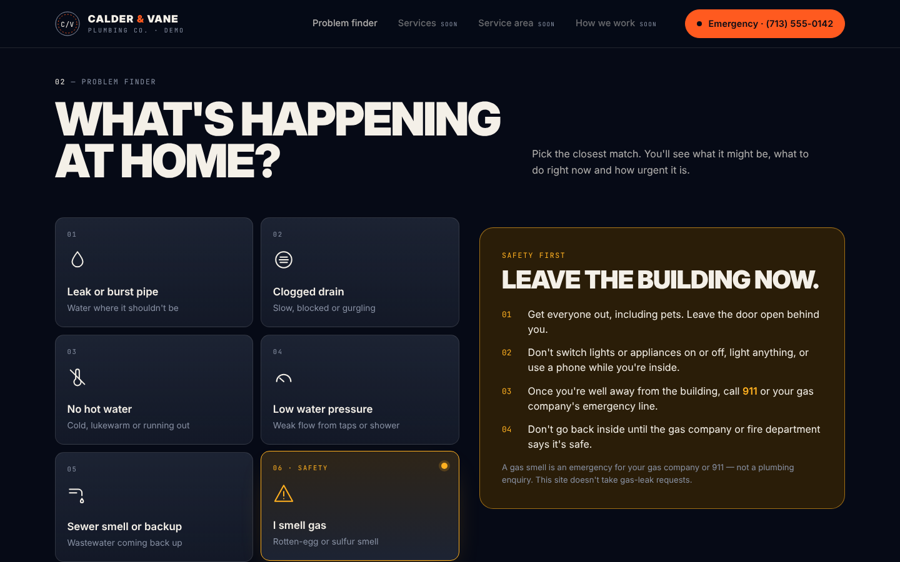 C/V
CALDER & VANE
PLUMBING CO. · DEMO
Problem finder
Services SOON
Service area SOON
How we work SOON
Emergency · (713) 555-0142
02 — PROBLEM FINDER
WHAT'S HAPPENING
AT HOME?
Pick the closest match. You'll see what it might be, what to
do right now and how urgent it is.
01
Leak or burst pipe
Water where it shouldn't be
02
Clogged drain
Slow, blocked or gurgling
03
No hot water
Cold, lukewarm or running out
04
Low water pressure
Weak flow from taps or shower
05
Sewer smell or backup
Wastewater coming back up
06 · SAFETY
I smell gas
Rotten-egg or sulfur smell
SAFETY FIRST
LEAVE THE BUILDING NOW.
01 Get everyone out, including pets. Leave the door open behind
you.
02 Don't switch lights or appliances on or off, light anything, or
use a phone while you're inside.
03 Once you're well away from the building, call 911 or your gas
company's emergency line.
04 Don't go back inside until the gas company or fire department
says it's safe.
A gas smell is an emergency for your gas company or 911 — not a plumbing
enquiry. This site doesn't take gas-leak requests.